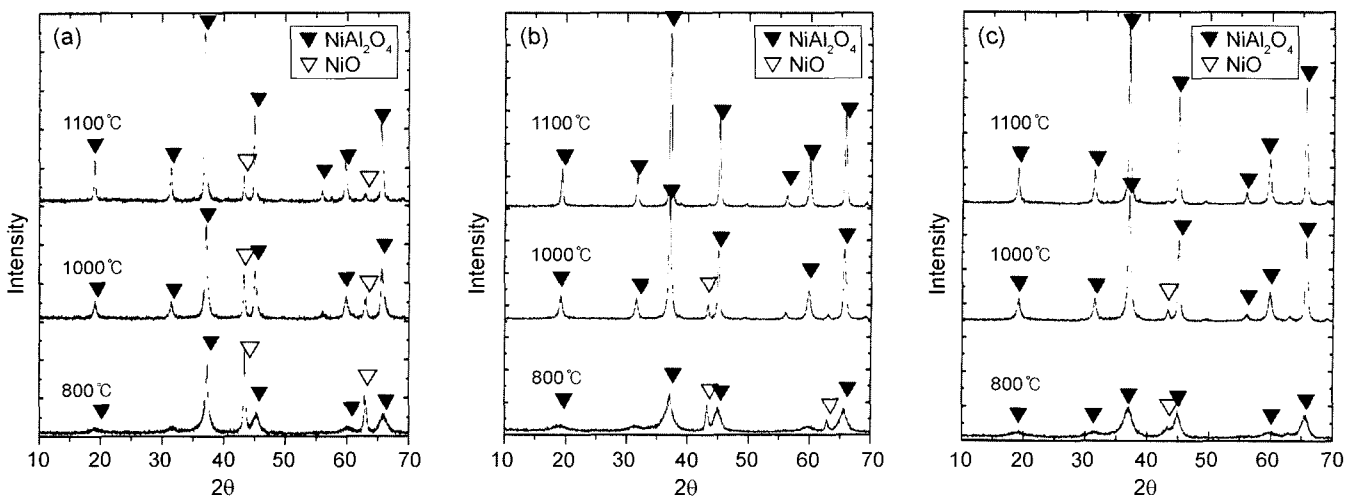 (a)
▼ NiAl₂O₄
▽ NiO
1100℃
1000℃
800℃
Intensity
10 20 30 40 50 60 70
2θ
(b)
▼ NiAl₂O₄
▽ NiO
1100℃
1000℃
800℃
Intensity
10 20 30 40 50 60 70
2θ
(c)
▼ NiAl₂O₄
▽ NiO
1100℃
1000℃
800℃
Intensity
10 20 30 40 50 60 70
2θ